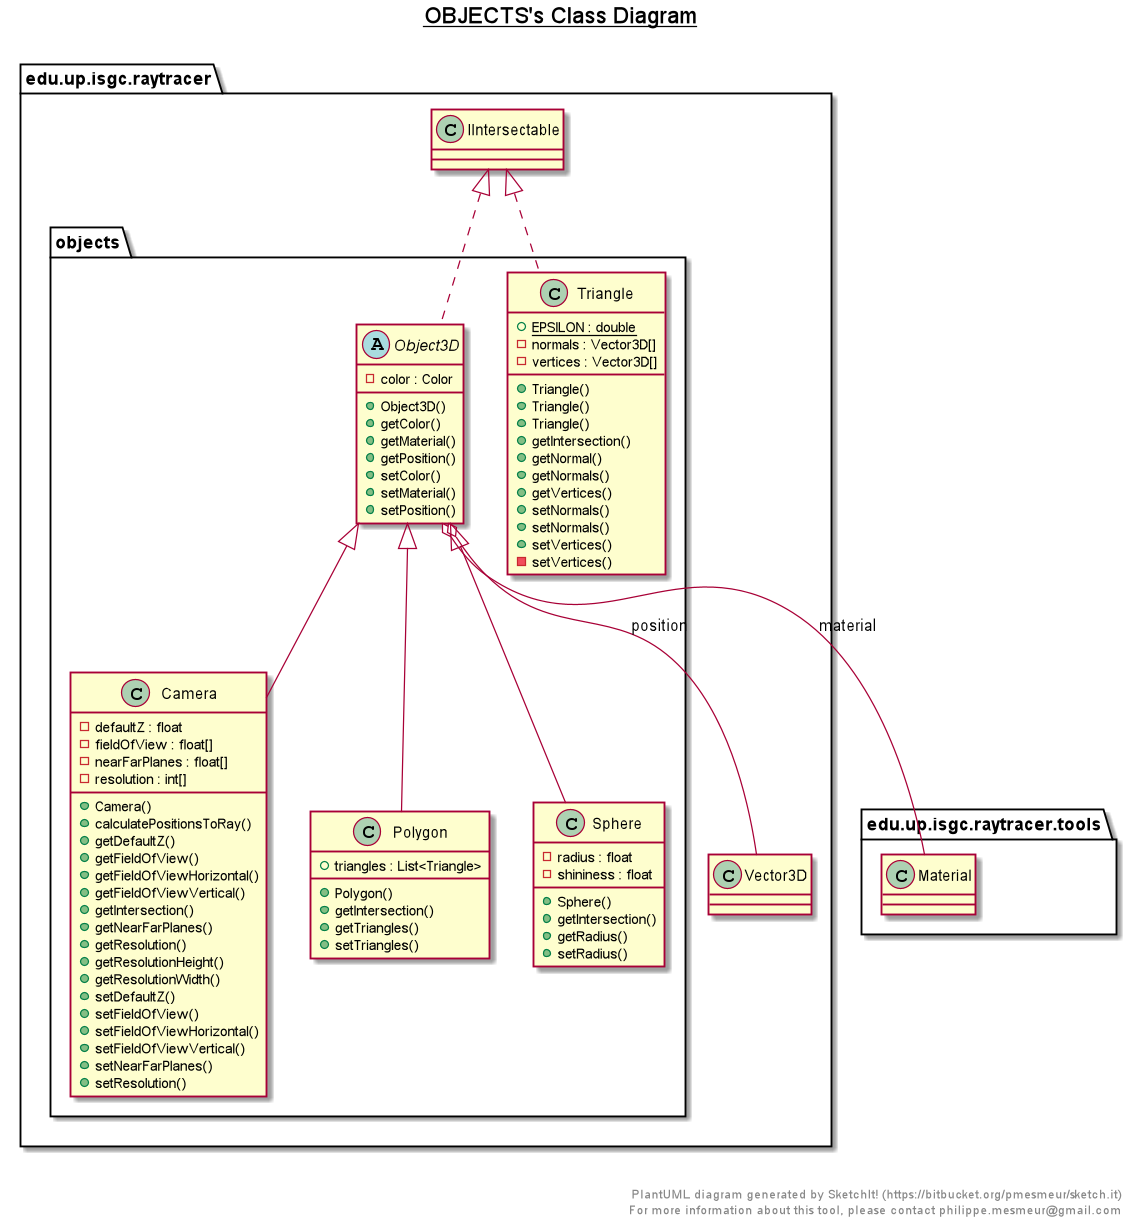 OBJECTS's Class Diagram
edu.up.isgc.raytracer
C IIntersectable
objects
C Triangle
EPSILON : double
normals : Vector3D[]
vertices : Vector3D[]
Triangle()
Triangle()
Triangle()
getIntersection()
getNormal()
getNormals()
getVertices()
setNormals()
setNormals()
setVertices()
setVertices()
A Object3D
color : Color
Object3D()
getColor()
getMaterial()
getPosition()
setColor()
setMaterial()
setPosition()
position
material
C Camera
defaultZ : float
fieldOfView : float[]
nearFarPlanes : float[]
resolution : int[]
Camera()
calculatePositionsToRay()
getDefaultZ()
getFieldOfView()
getFieldOfViewHorizontal()
getFieldOfViewVertical()
getIntersection()
getNearFarPlanes()
getResolution()
getResolutionHeight()
getResolutionWidth()
setDefaultZ()
setFieldOfView()
setFieldOfViewHorizontal()
setFieldOfViewVertical()
setNearFarPlanes()
setResolution()
C Polygon
triangles : List<Triangle>
Polygon()
getIntersection()
getTriangles()
setTriangles()
C Sphere
radius : float
shininess : float
Sphere()
getIntersection()
getRadius()
setRadius()
C Vector3D
edu.up.isgc.raytracer.tools
C Material
PlantUML diagram generated by SketchIt! (https://bitbucket.org/pmesmeur/sketch.it)
For more information about this tool, please contact philippe.mesmeur@gmail.com